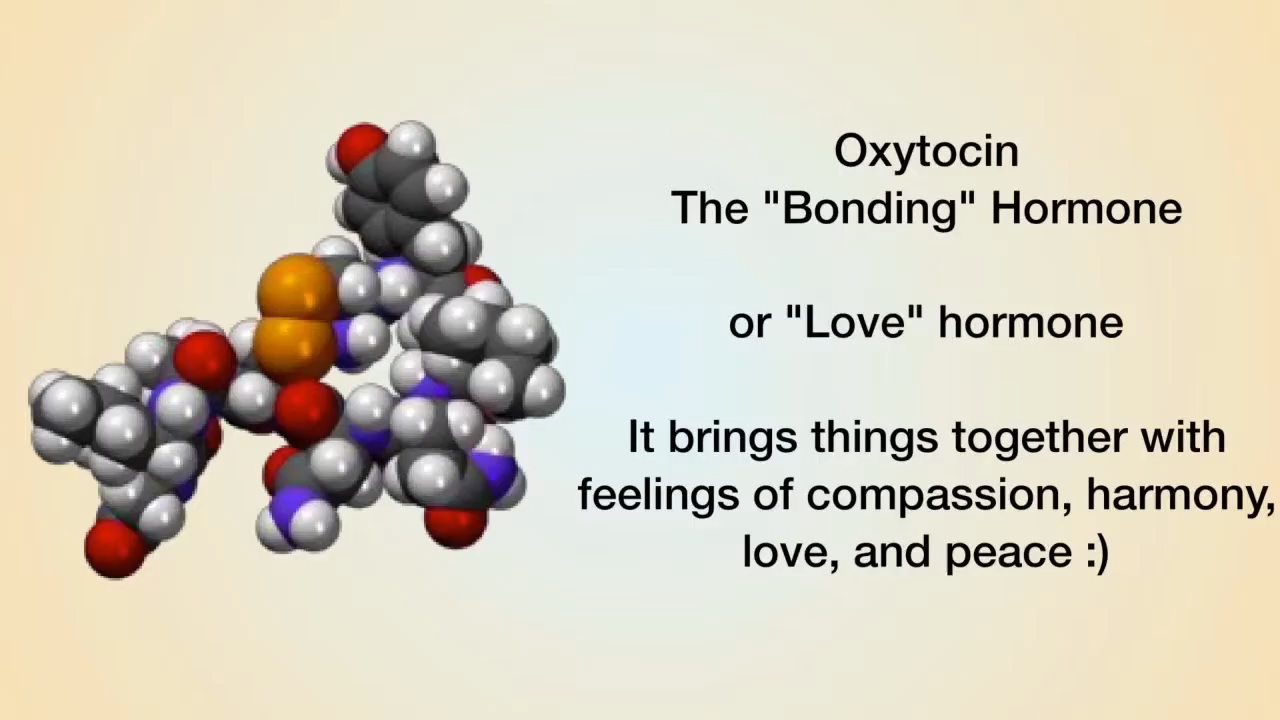 Oxytocin
The "Bonding" Hormone
or "Love" hormone
It brings things together with
feelings of compassion, harmony,
love, and peace :)